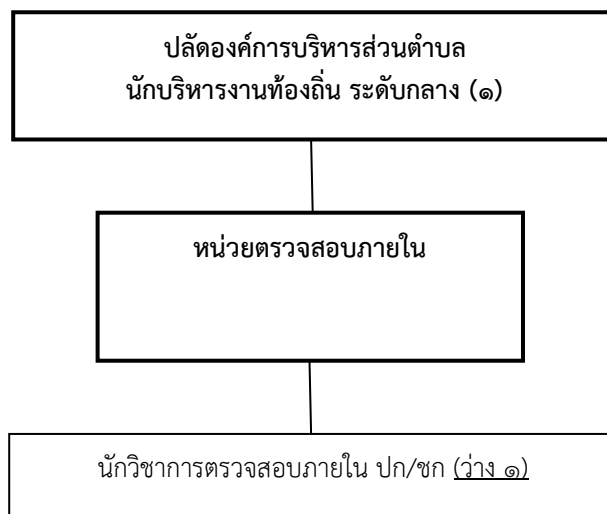 ปลัดองค์การบริหารส่วนตำบล
นักบริหารงานท้องถิ่น ระดับกลาง (๑)
หน่วยตรวจสอบภายใน
นักวิชาการตรวจสอบภายใน ปก/ชก (ว่าง ๑)